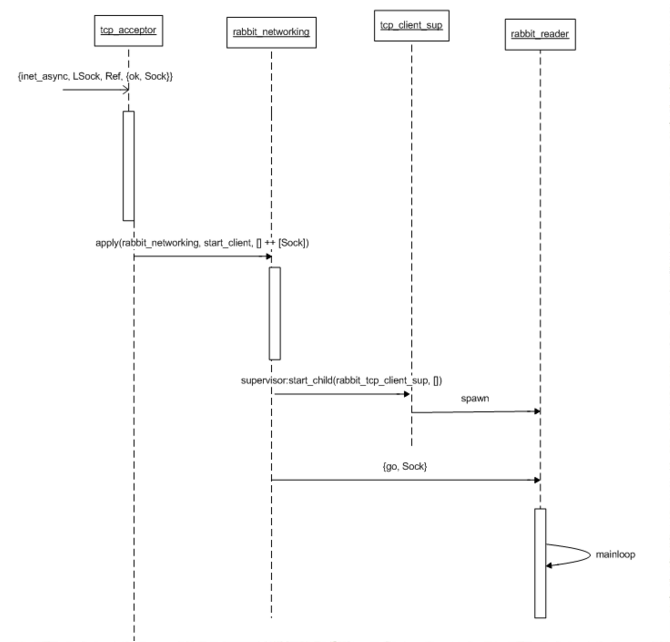 tcp_acceptor
rabbit_networking
tcp_client_sup
rabbit_reader
{inet_async, LSock, Ref, {ok, Sock}}
apply(rabbit_networking, start_client, [] ++ [Sock])
supervisor:start_child(rabbit_tcp_client_sup, [])
spawn
{go, Sock}
mainloop